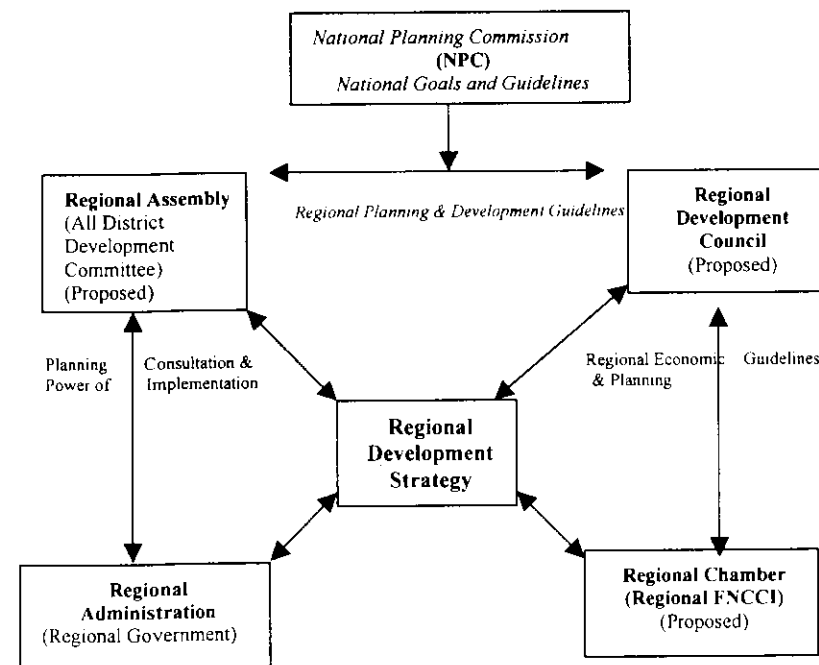 National Planning Commission
(NPC)
National Goals and Guidelines
Regional Assembly
(All District
Development
Committee)
(Proposed)
Regional Planning & Development Guidelines
Regional
Development
Council
(Proposed)
Planning
Power of
Consultation &
Implementation
Regional Economic
& Planning
Guidelines
Regional
Development
Strategy
Regional
Administration
(Regional Government)
Regional Chamber
(Regional FNCCI)
(Proposed)